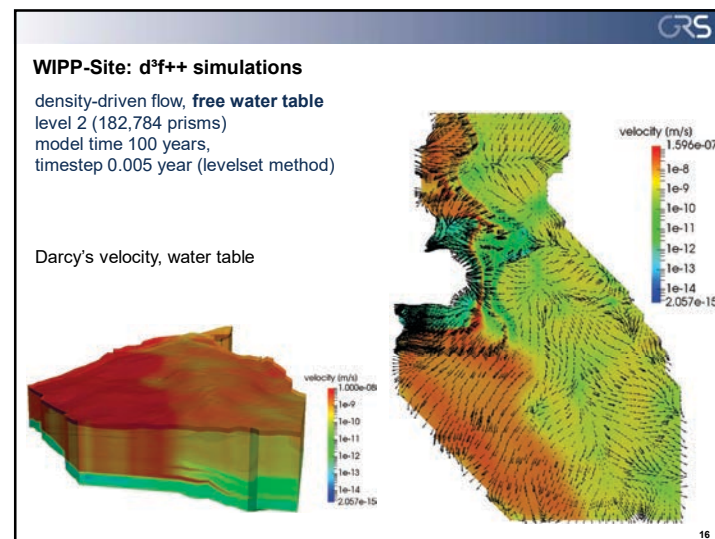 GRS
WIPP-Site: d³f++ simulations
density-driven flow, free water table
level 2 (182,784 prisms)
model time 100 years,
timestep 0.005 year (levelset method)
Darcy's velocity, water table
velocity (m/s)
1.000e-08
1e-9
1e-10
1e-11
1e-12
1e-13
1e-14
2.057e-15
velocity (m/s)
1.596e-07
1e-8
1e-9
1e-10
1e-11
1e-12
1e-13
1e-14
2.057e-15
16